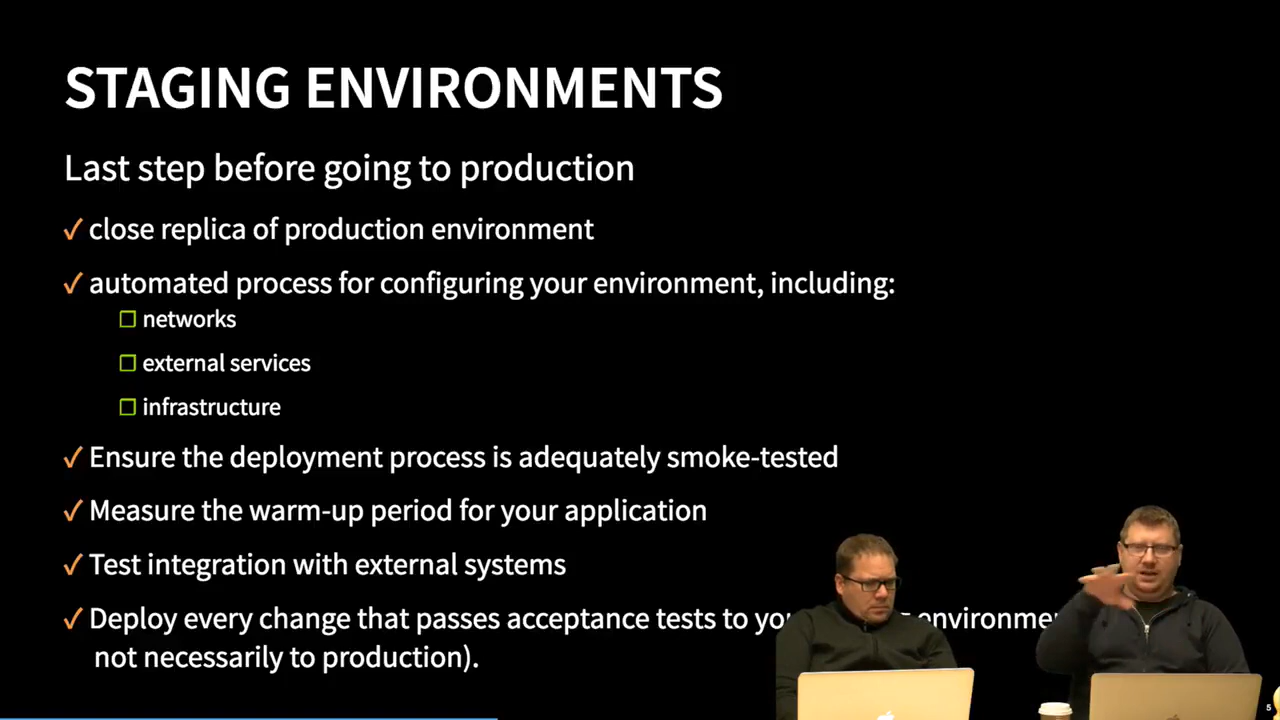 STAGING ENVIRONMENTS
Last step before going to production
✓ close replica of production environment
✓ automated process for configuring your environment, including:
☐ networks
☐ external services
☐ infrastructure
✓ Ensure the deployment process is adequately smoke-tested
✓ Measure the warm-up period for your application
✓ Test integration with external systems
✓ Deploy every change that passes acceptance tests to
not necessarily to production).
5